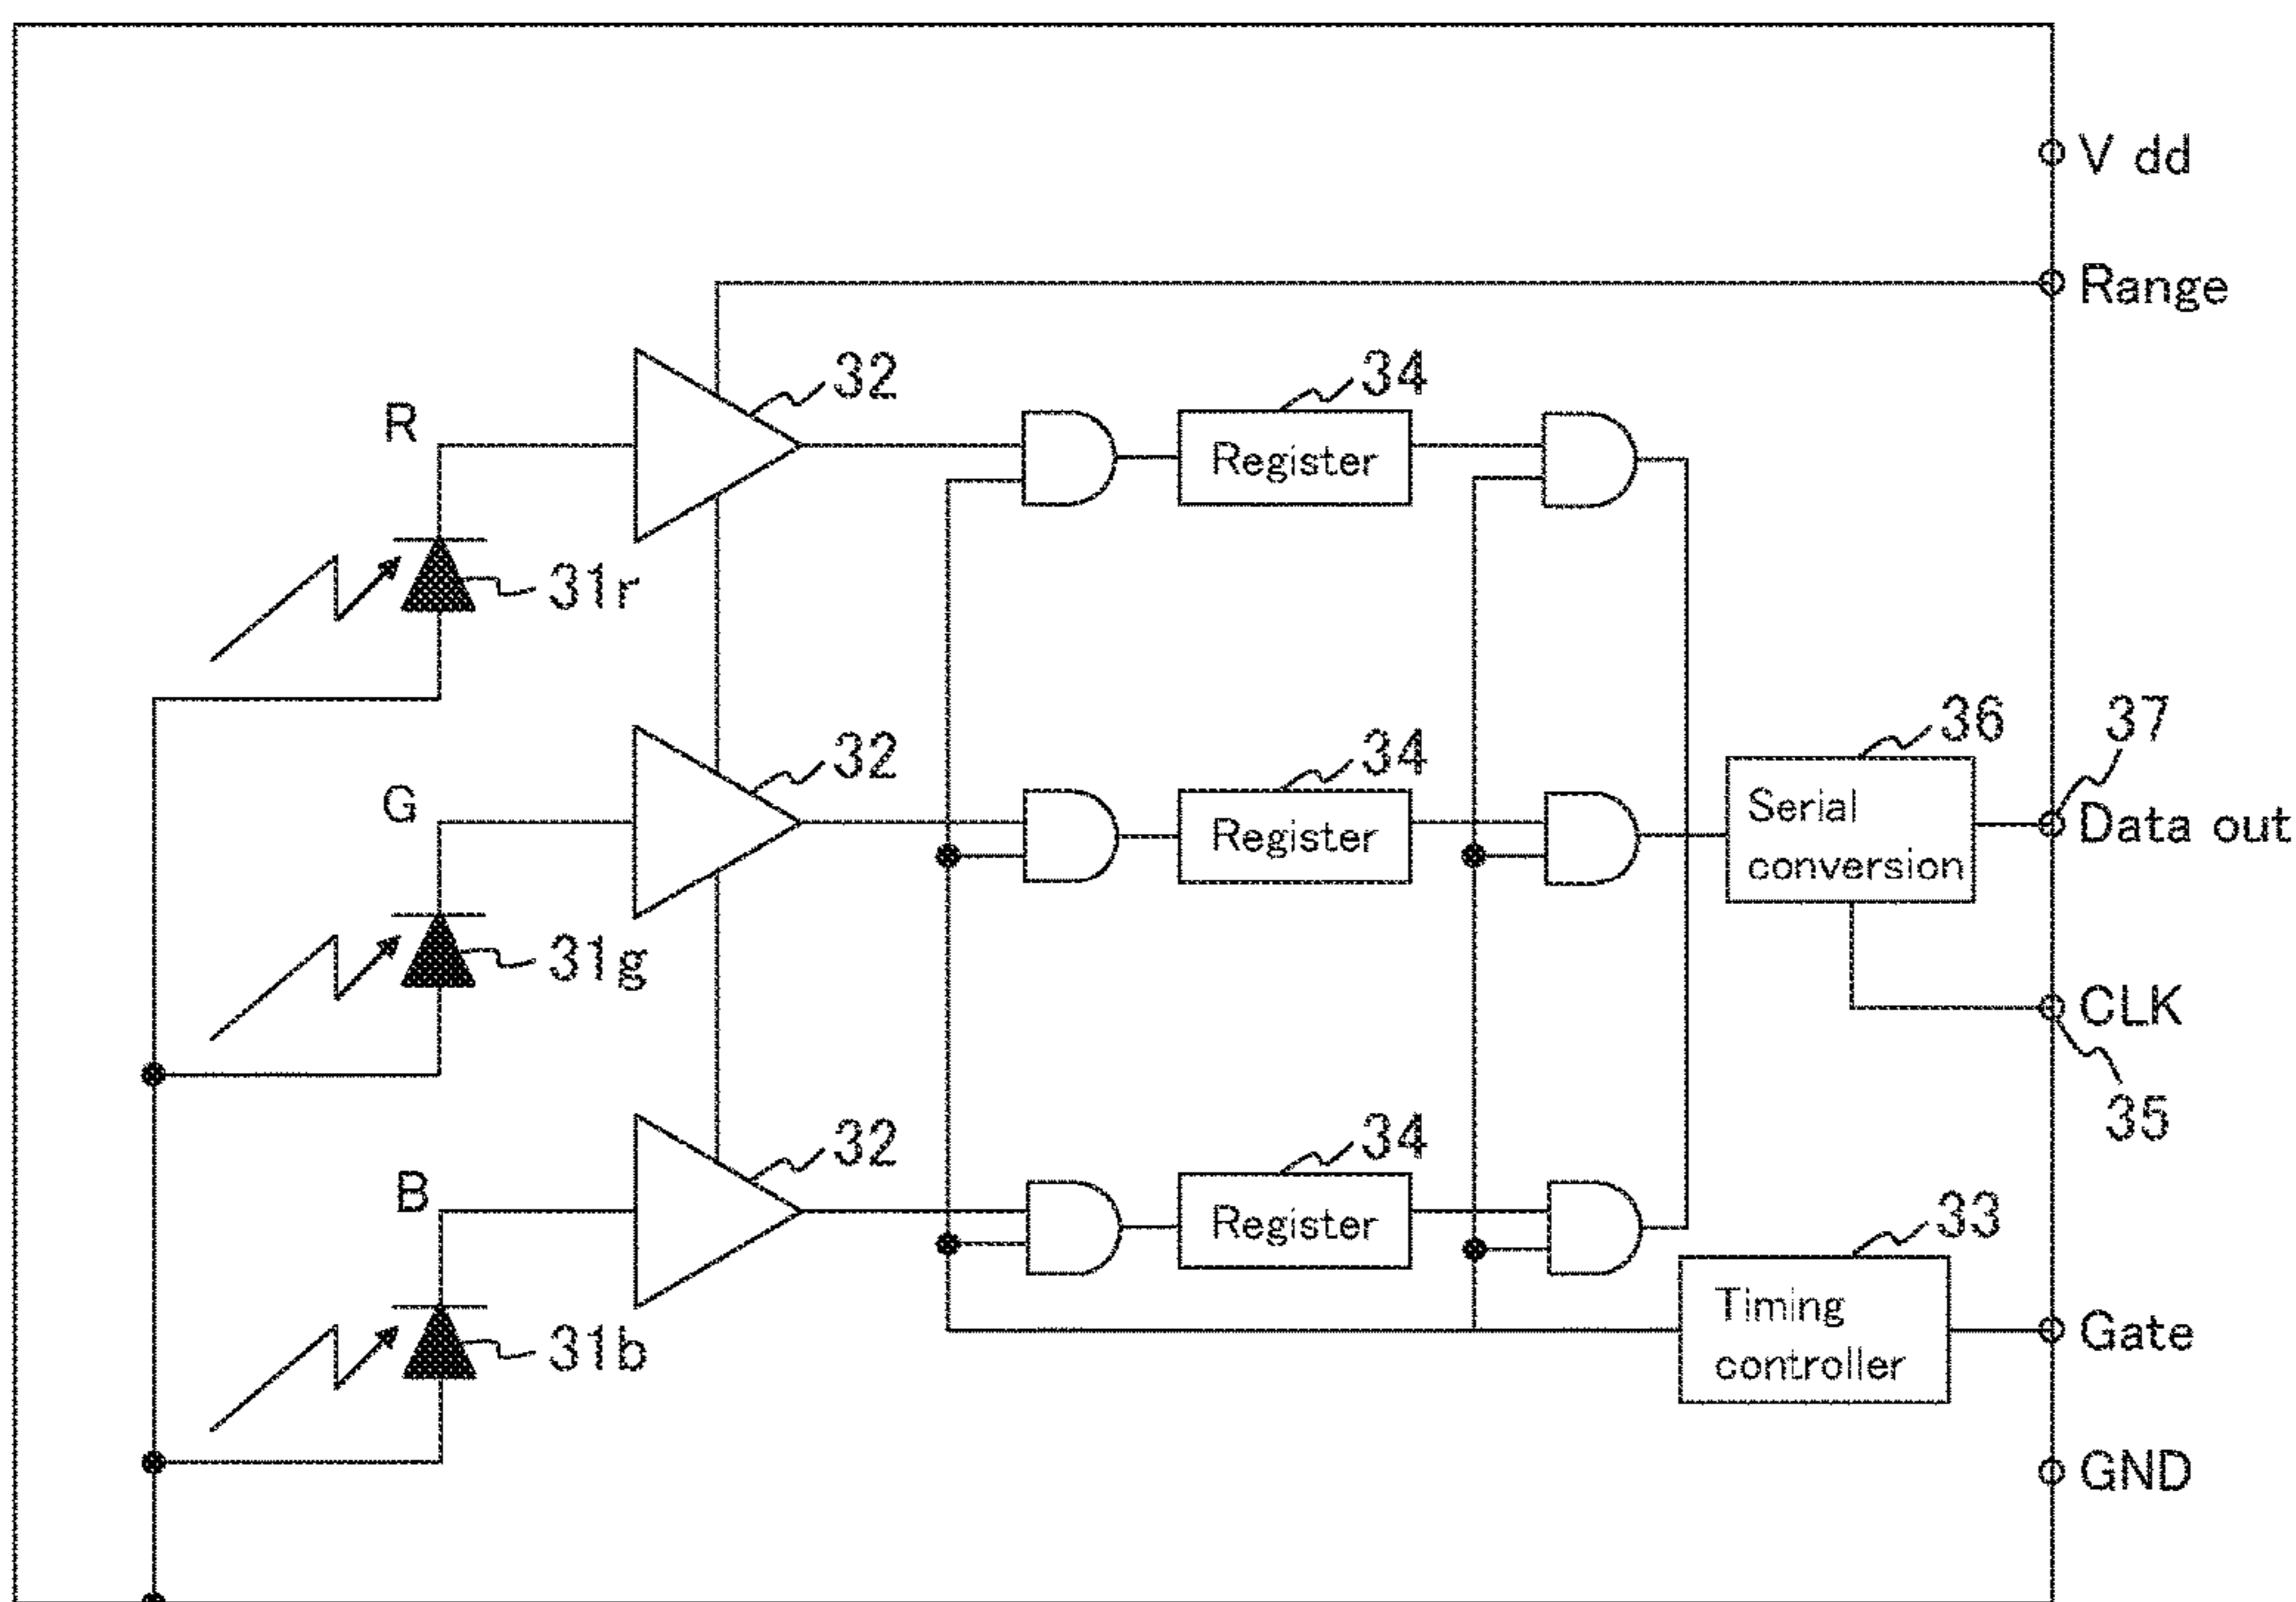 V dd
Range
32
34
R
Register
31r
36
37
32
34
G
Register
Serial
conversion
Data out
31g
CLK
35
32
34
B
Register
33
Timing
controller
Gate
31b
GND